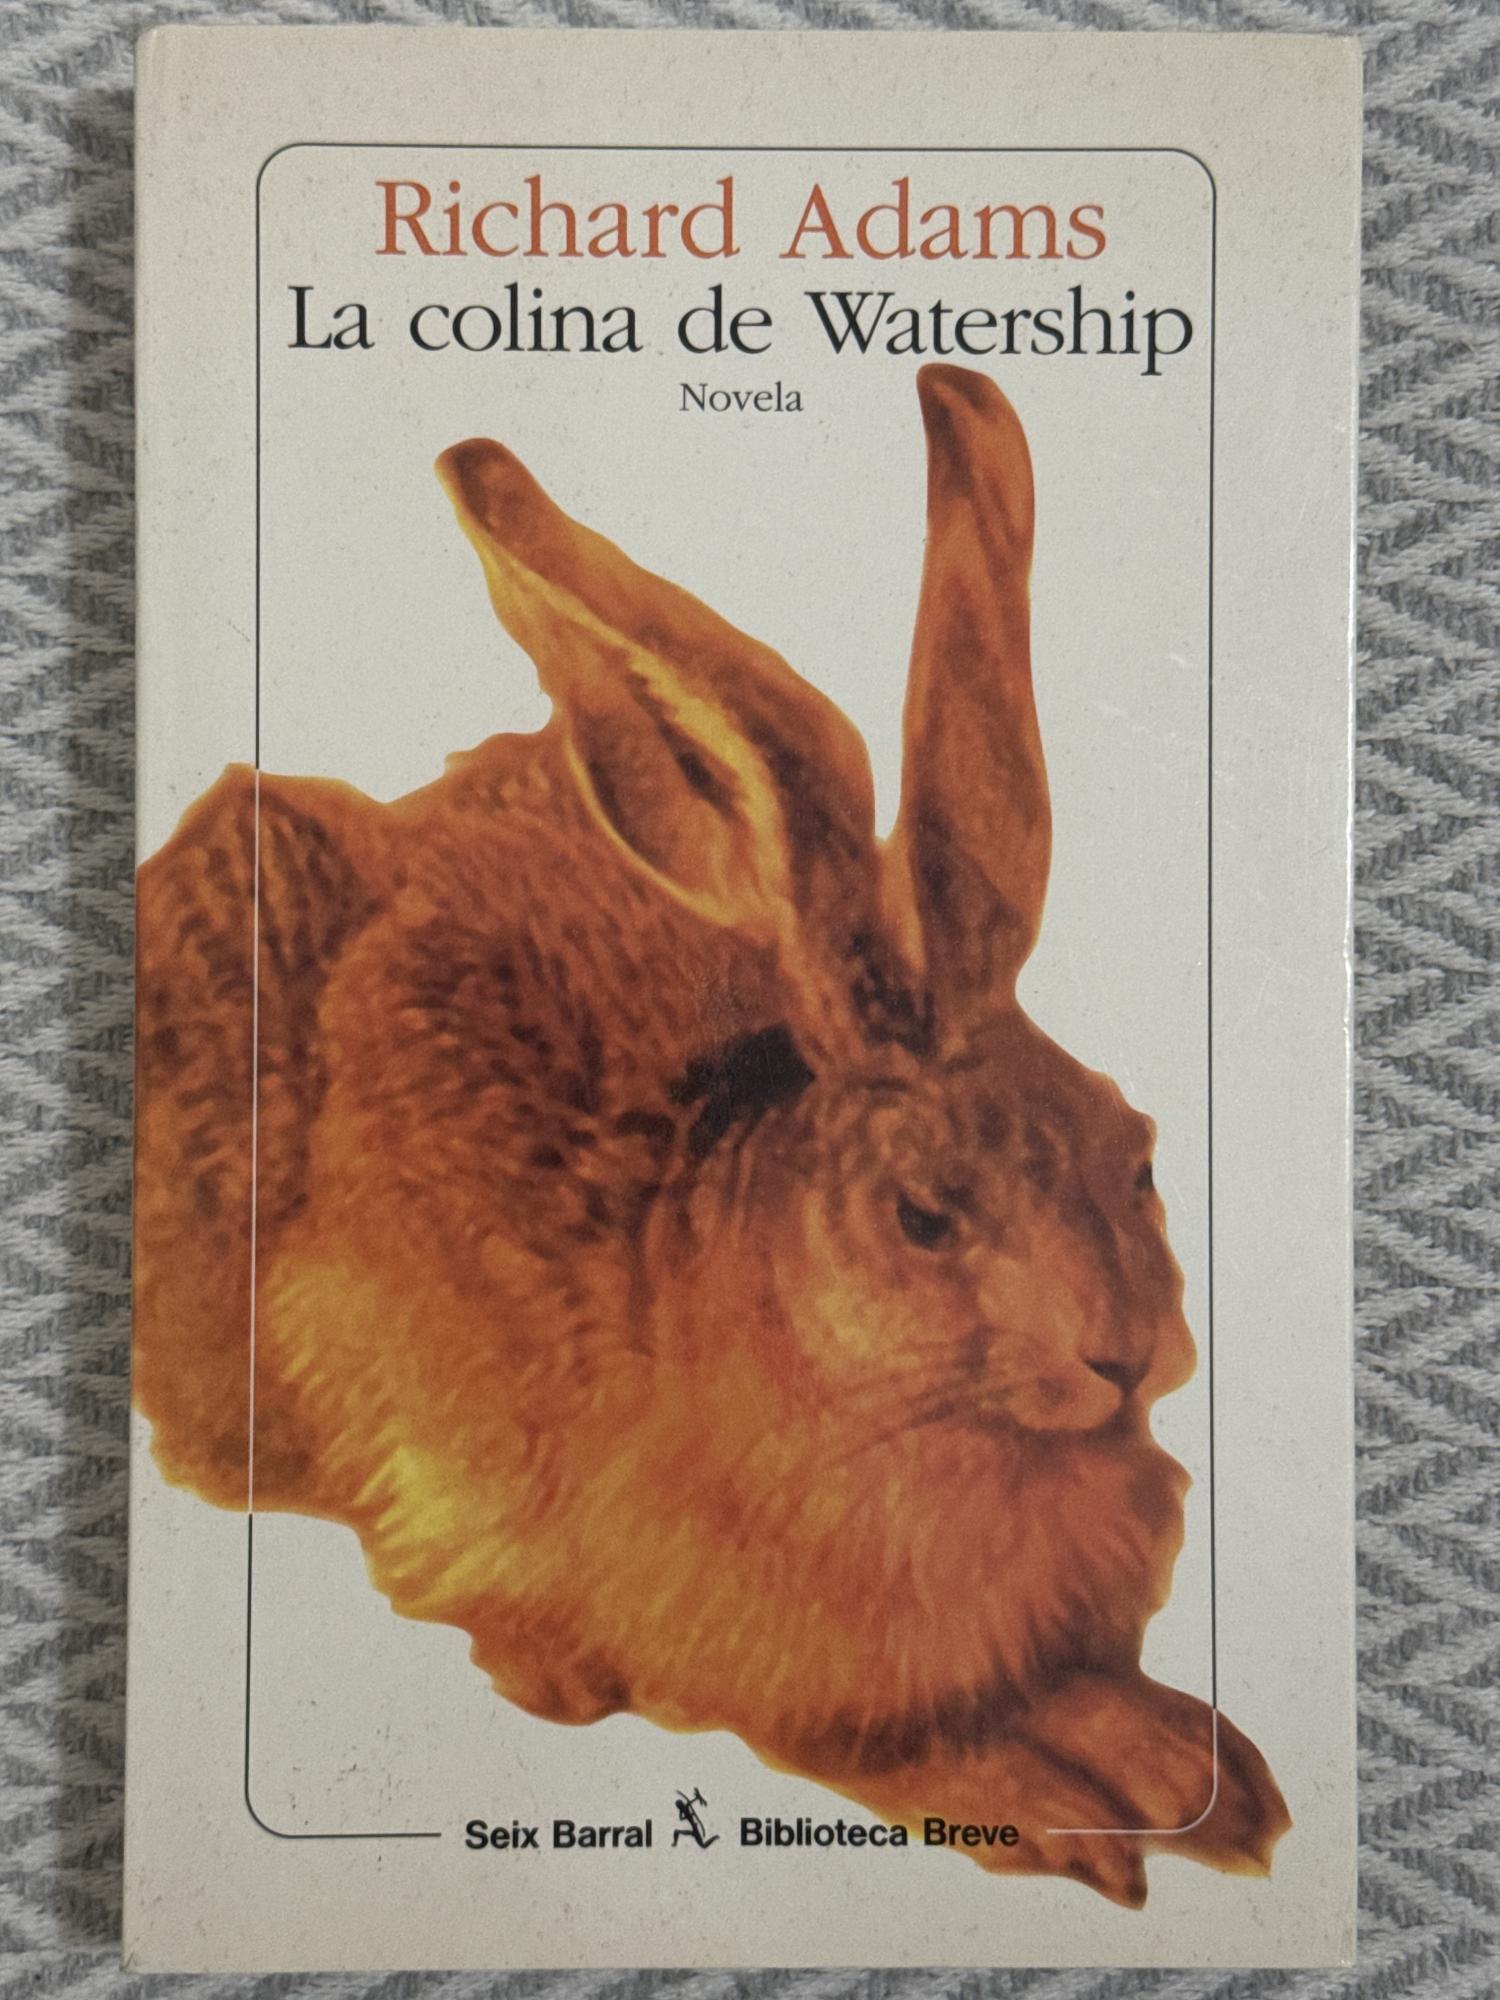 Richard Adams
La colina de Watership
Novela
Seix Barral Biblioteca Breve